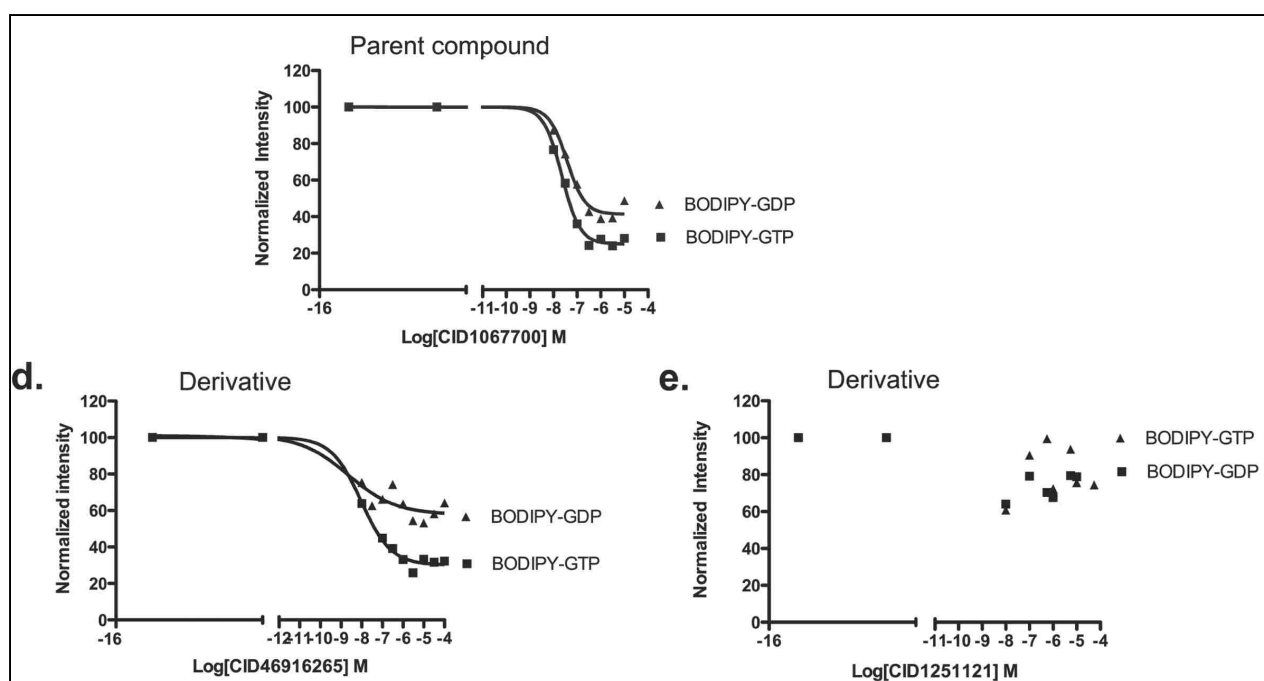 Parent compound
120
100
80
60
40
20
0
Normalized Intensity
-16
-11-10 -9 -8 -7 -6 -5 -4
Log[CID1067700] M
BODIPY-GDP
BODIPY-GTP
d.
Derivative
120
100
80
60
40
20
0
Normalized intensity
-16
-12-11-10 -9 -8 -7 -6 -5 -4
Log[CID46916265] M
BODIPY-GDP
BODIPY-GTP
e.
Derivative
120
100
80
60
40
20
0
Normalized Intensity
-16
-11-10 -9 -8 -7 -6 -5 -4
Log[CID1251121] M
BODIPY-GTP
BODIPY-GDP